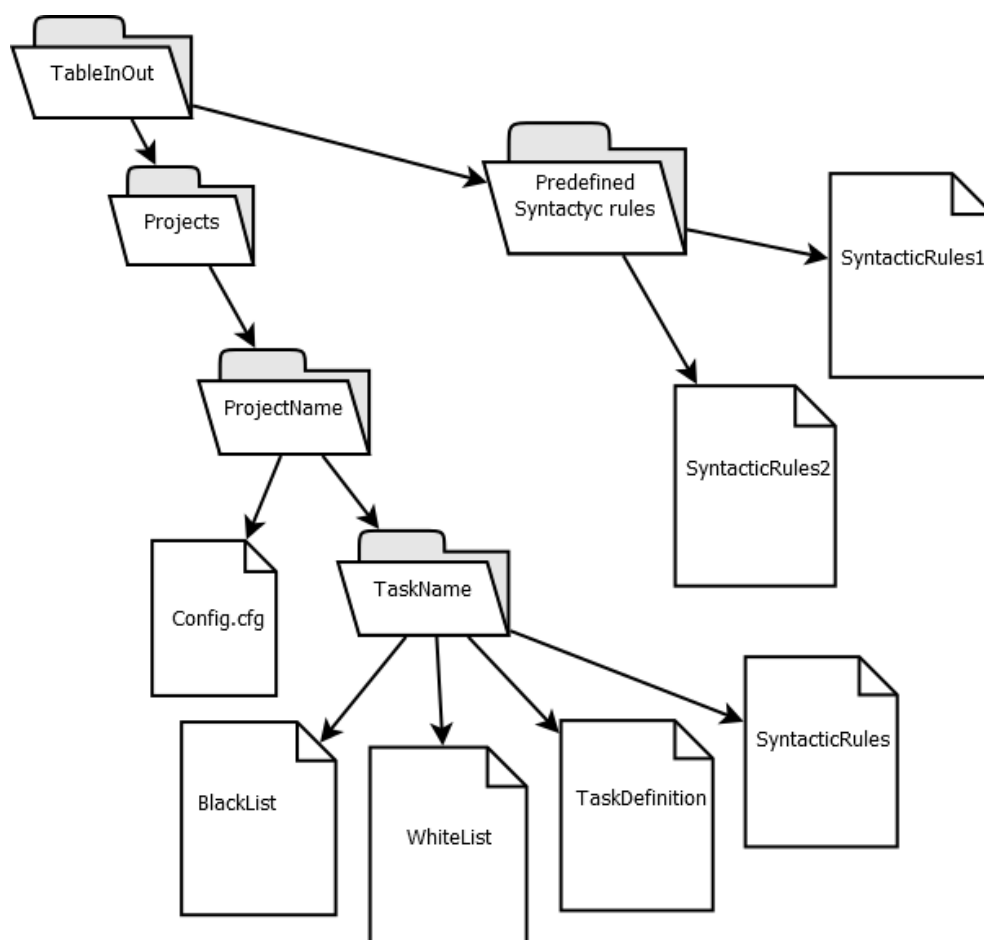 TableInOut
Predefined
Syntactyc rules
Projects
SyntacticRules1
ProjectName
SyntacticRules2
TaskName
Config.cfg
SyntacticRules
BlackList
TaskDefinition
WhiteList